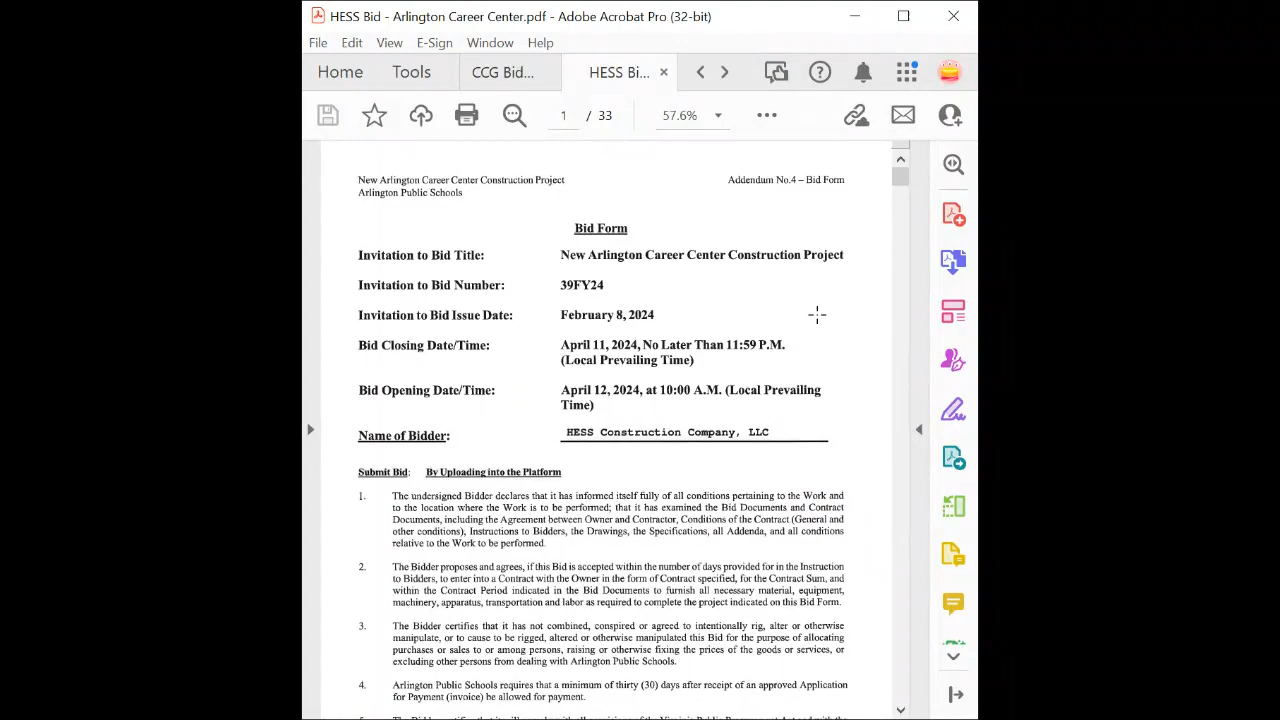 HESS Bid - Arlington Career Center.pdf - Adobe Acrobat Pro (32-bit)
File Edit View E-Sign Window Help
Home Tools CCG Bid... HESS Bi...
1 / 33 57.6%
New Arlington Career Center Construction Project Addendum No.4 – Bid Form
Arlington Public Schools
Bid Form
Invitation to Bid Title: New Arlington Career Center Construction Project
Invitation to Bid Number: 39FY24
Invitation to Bid Issue Date: February 8, 2024
Bid Closing Date/Time: April 11, 2024, No Later Than 11:59 P.M.
(Local Prevailing Time)
Bid Opening Date/Time: April 12, 2024, at 10:00 A.M. (Local Prevailing
Time)
Name of Bidder: HESS Construction Company, LLC
Submit Bid: By Uploading into the Platform
1. The undersigned Bidder declares that it has informed itself fully of all conditions pertaining to the Work and
to the location where the Work is to be performed; that it has examined the Bid Documents and Contract
Documents, including the Agreement between Owner and Contractor, Conditions of the Contract (General and
other conditions), Instructions to Bidders, the Drawings, the Specifications, all Addenda, and all conditions
relative to the Work to be performed.
2. The Bidder proposes and agrees, if this Bid is accepted within the number of days provided for in the Instruction
to Bidders, to enter into a Contract with the Owner in the form of Contract specified, for the Contract Sum, and
within the Contract Period indicated in the Bid Documents to furnish all necessary material, equipment,
machinery, apparatus, transportation and labor as required to complete the project indicated on this Bid Form.
3. The Bidder certifies that it has not combined, conspired or agreed to intentionally rig, alter or otherwise
manipulate, or to cause to be rigged, altered or otherwise manipulated this Bid for the purpose of allocating
purchases or sales to or among persons, raising or otherwise fixing the prices of the goods or services, or
excluding other persons from dealing with Arlington Public Schools.
4. Arlington Public Schools requires that a minimum of thirty (30) days after receipt of an approved Application
for Payment (invoice) be allowed for payment.